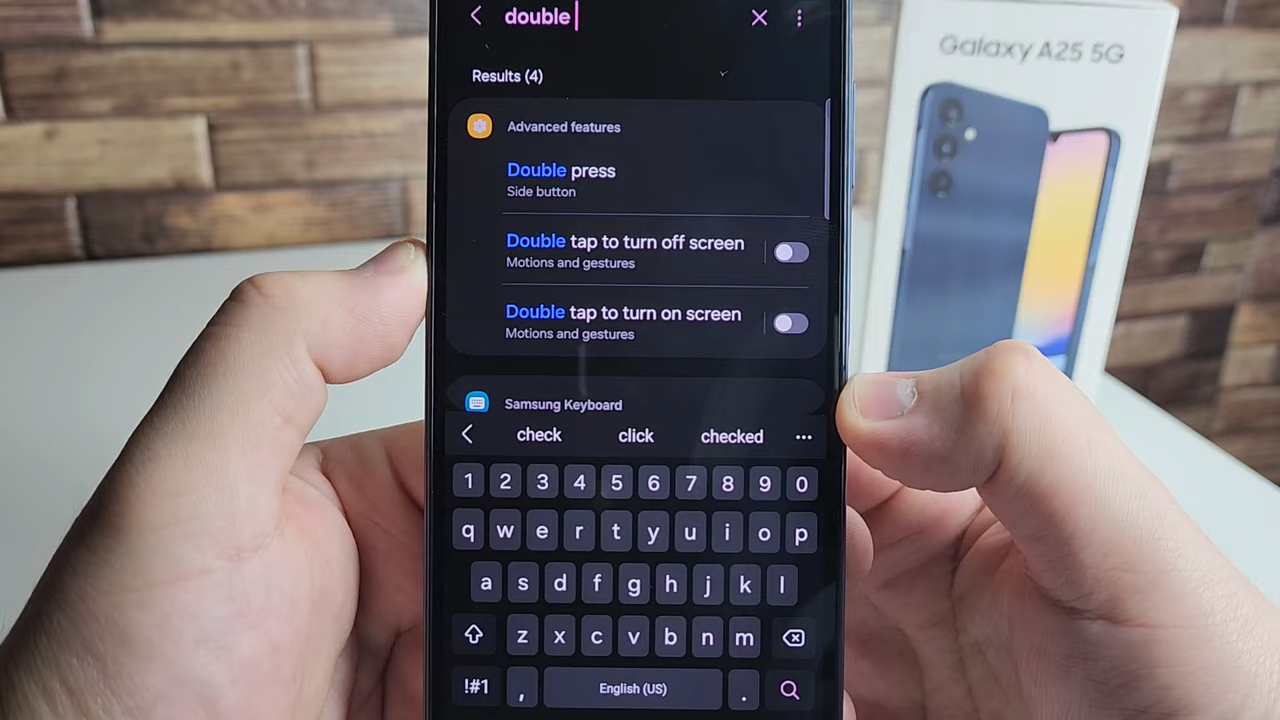 double
Results (4)
Advanced features
Double press
Side button
Double tap to turn off screen
Motions and gestures
Double tap to turn on screen
Motions and gestures
Samsung Keyboard
check click checked
1 2 3 4 5 6 7 8 9 0
q w e r t y u i o p
a s d f g h j k l
z x c v b n m
!#1 , English (US) .
Galaxy A25 5G